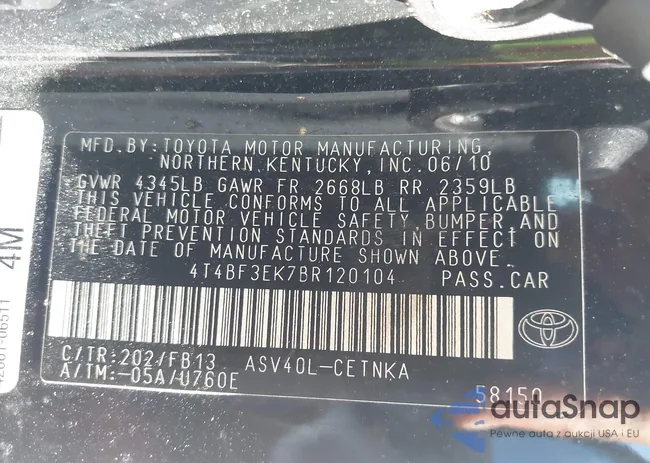 MFD.BY: TOYOTA MOTOR MANUFACTURING,
NORTHERN KENTUCKY, INC. 06/10
GVWR 4345LB GAWR FR 2668LB RR 2359LB
THIS VEHICLE CONFORMS TO ALL APPLICABLE
FEDERAL MOTOR VEHICLE SAFETY, BUMPER, AND
THEFT PREVENTION STANDARDS IN EFFECT ON
THE DATE OF MANUFACTURE SHOWN ABOVE.
4T4BF3EK7BR120104 PASS.CAR
C/TR:202/FB13 ASV40L-CETNKA
A/TM:-05A/U760E
58150
4M
42061-06511
autaSnap
Pewne auta z aukcji USA i EU